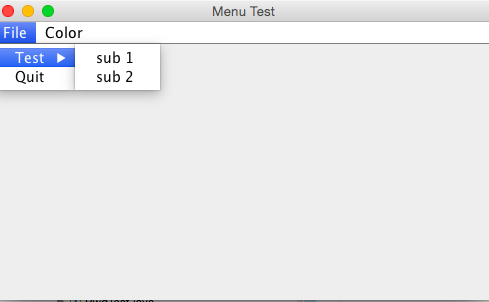 Menu Test
File Color
Test sub 1
Quit sub 2